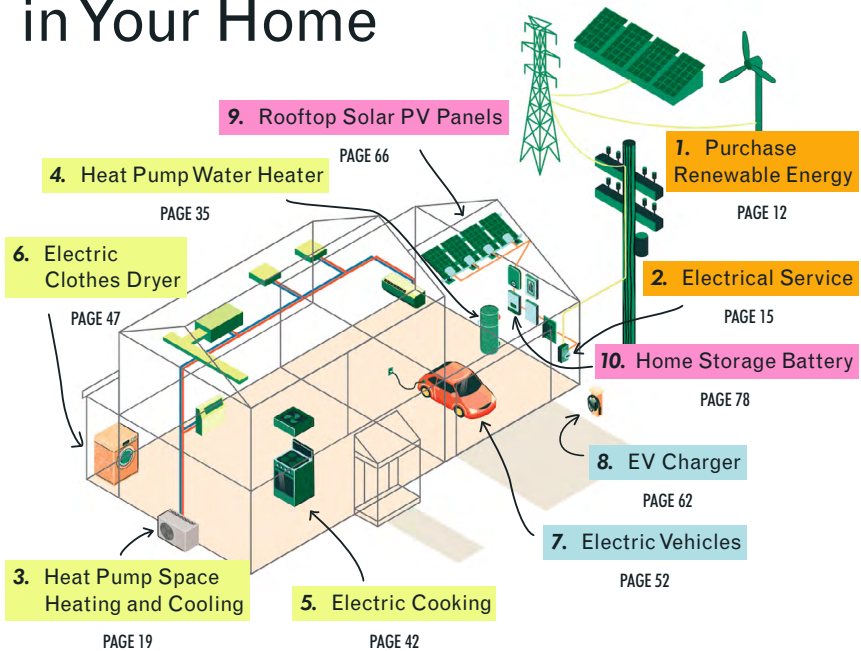 in Your Home
9. Rooftop Solar PV Panels
PAGE 66
1. Purchase
Renewable Energy
PAGE 12
4. Heat Pump Water Heater
PAGE 35
6. Electric
Clothes Dryer
PAGE 47
2. Electrical Service
PAGE 15
10. Home Storage Battery
PAGE 78
8. EV Charger
PAGE 62
7. Electric Vehicles
PAGE 52
3. Heat Pump Space
Heating and Cooling
PAGE 19
5. Electric Cooking
PAGE 42